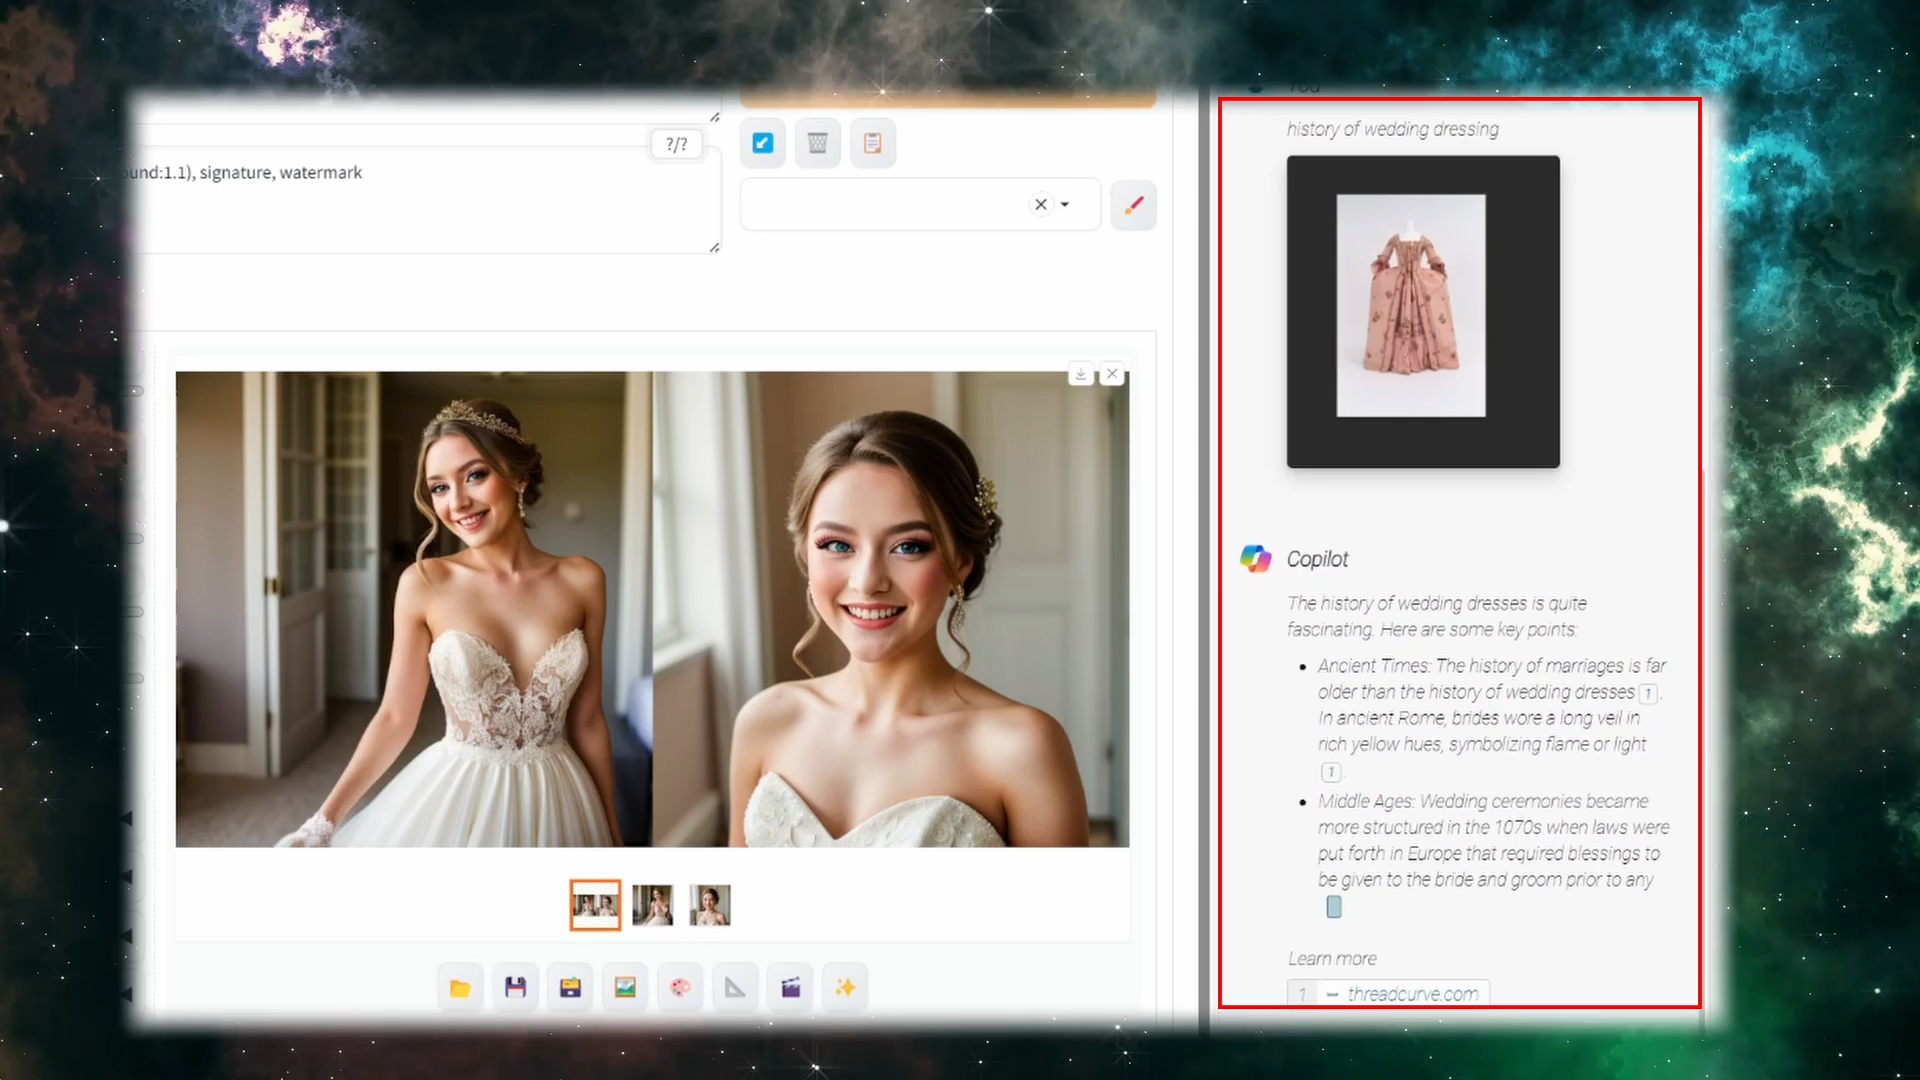 You
?/?
ound:1.1), signature, watermark
history of wedding dressing
Copilot
The history of wedding dresses is quite
fascinating. Here are some key points:
Ancient Times: The history of marriages is far
older than the history of wedding dresses 1 .
In ancient Rome, brides wore a long veil in
rich yellow hues, symbolizing flame or light
1 .
Middle Ages: Wedding ceremonies became
more structured in the 1070s when laws were
put forth in Europe that required blessings to
be given to the bride and groom prior to any
Learn more
1 threadcurve.com